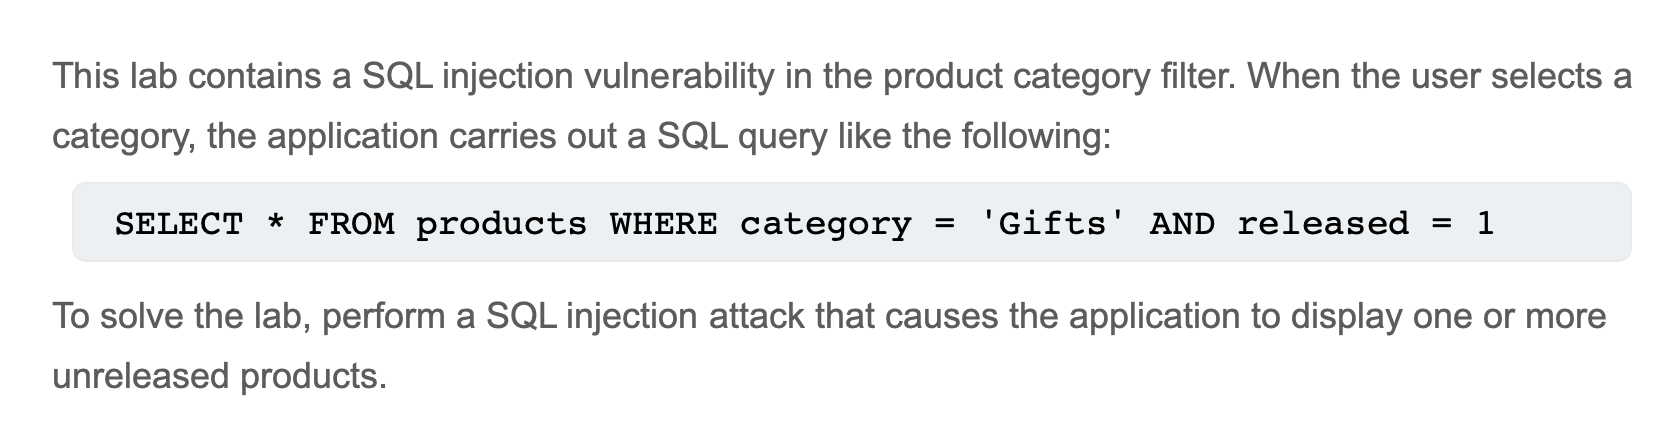 This lab contains a SQL injection vulnerability in the product category filter. When the user selects a
category, the application carries out a SQL query like the following:
SELECT * FROM products WHERE category = 'Gifts' AND released = 1
To solve the lab, perform a SQL injection attack that causes the application to display one or more
unreleased products.